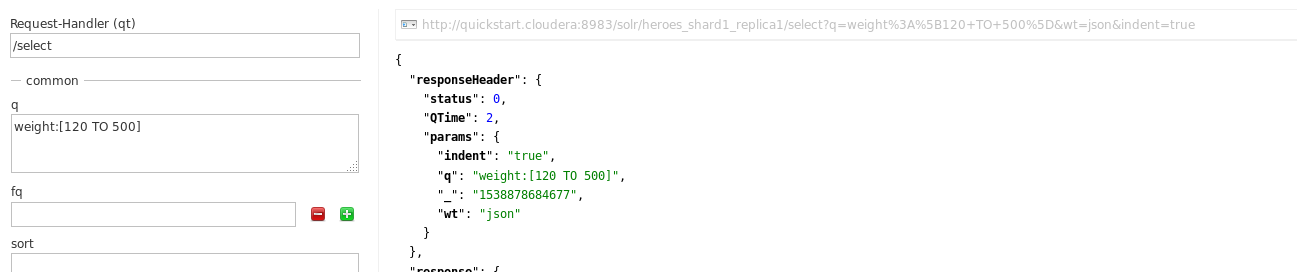 Request-Handler (qt)
/select
common
q
weight:[120 TO 500]
fq
sort
http://quickstart.cloudera:8983/solr/heroes_shard1_replica1/select?q=weight%3A%5B120+TO+500%5D&wt=json&indent=true
{
"responseHeader": {
"status": 0,
"QTime": 2,
"params": {
"indent": "true",
"q": "weight:[120 TO 500]",
"_": "1538878684677",
"wt": "json"
}
},
"response": {